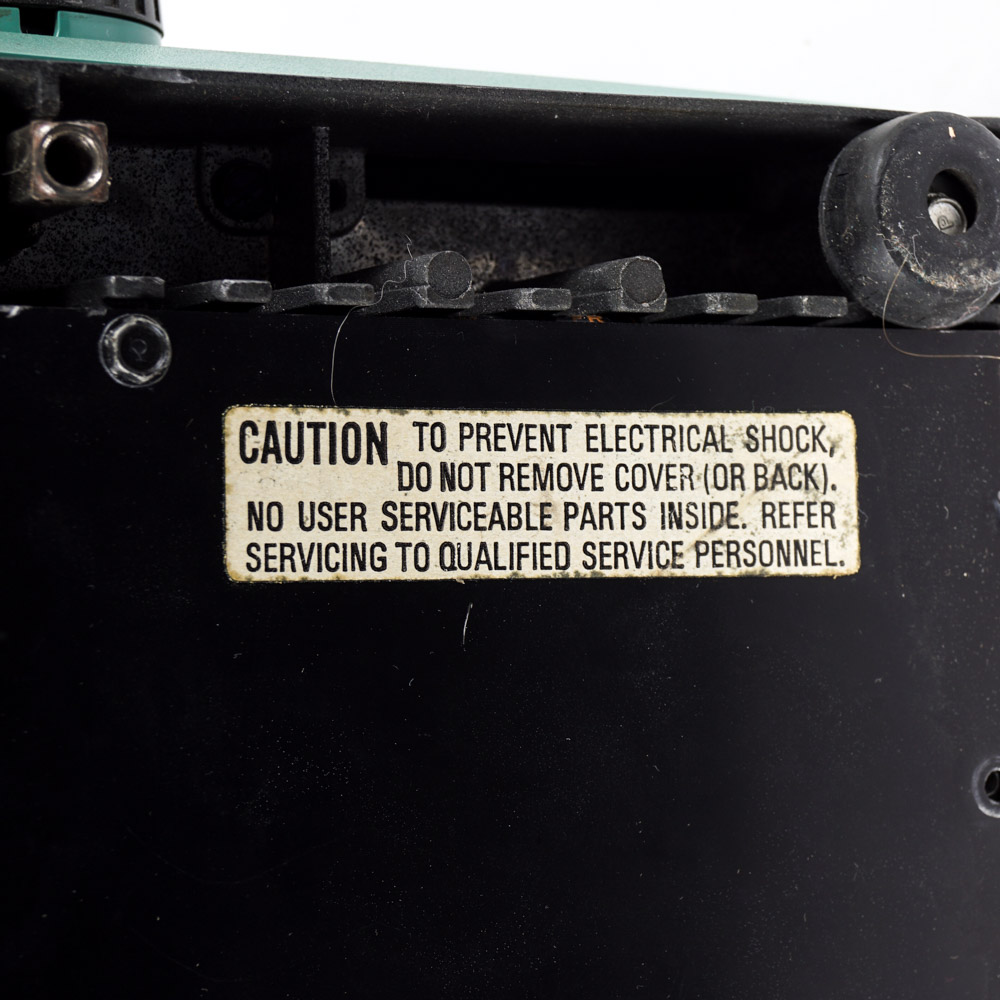 CAUTION TO PREVENT ELECTRICAL SHOCK,
DO NOT REMOVE COVER (OR BACK).
NO USER SERVICEABLE PARTS INSIDE. REFER
SERVICING TO QUALIFIED SERVICE PERSONNEL.